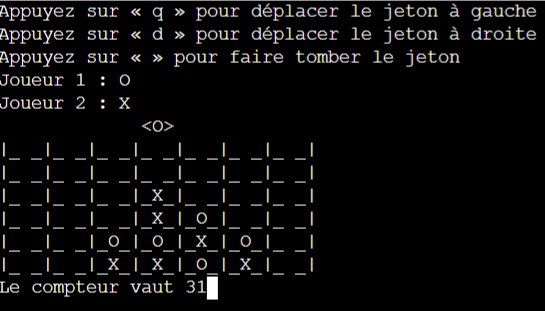 Appuyez sur « q » pour déplacer le jeton à gauche
Appuyez sur « d » pour déplacer le jeton à droite
Appuyez sur « » pour faire tomber le jeton
Joueur 1 : O
Joueur 2 : X
<O>
|_ _|_ _|_ _|_ _|_ _|_ _|_ _|
|_ _|_ _|_ _|_ _|_ _|_ _|_ _|
|_ _|_ _|_ _|_X_|_ _|_ _|_ _|
|_ _|_ _|_ _|_X_|_O_|_ _|_ _|
|_ _|_ _|_O_|_O_|_X_|_O_|_ _|
|_ _|_ _|_X_|_X_|_O_|_X_|_ _|
Le compteur vaut 31